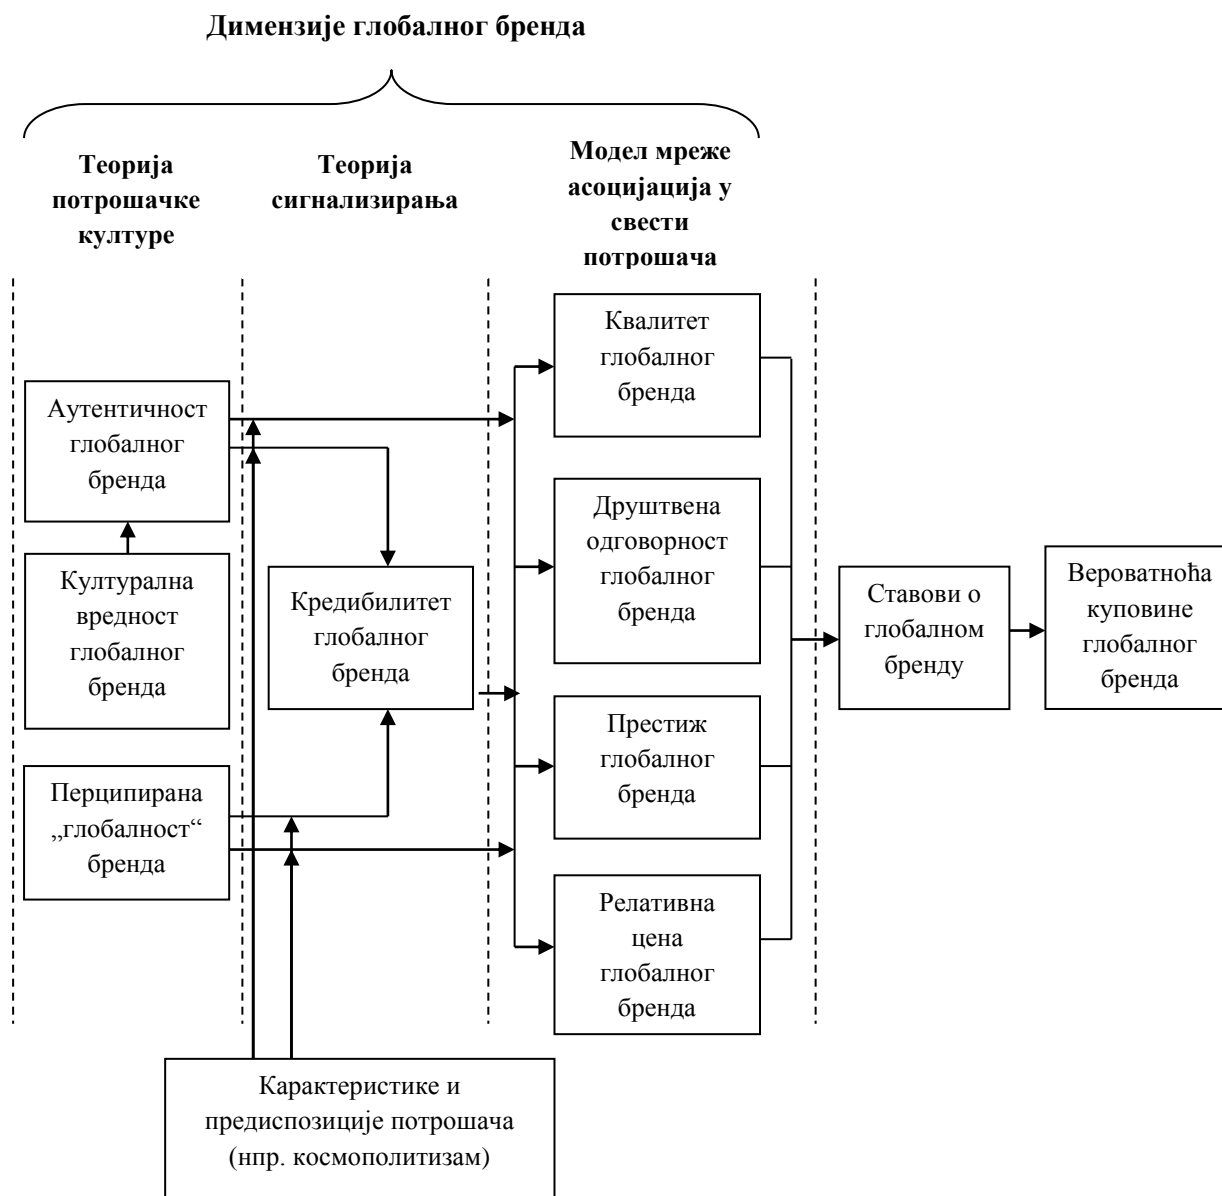 Димензије глобалног бренда
Теорија
потрошачке
културе
Теорија
сигнализирања
Модел мреже
асоцијација у
свести
потрошача
Квалитет
глобалног
бренда
Аутентичност
глобалног
бренда
Друштвена
одговорност
глобалног
бренда
Културална
вредност
глобалног
бренда
Кредибилитет
глобалног
бренда
Ставови о
глобалном
бренду
Вероватноћа
куповине
глобалног
бренда
Престиж
глобалног
бренда
Перципирана
„глобалност“
бренда
Релативна
цена
глобалног
бренда
Карактеристике и
предиспозиције потрошача
(нпр. космополитизам)